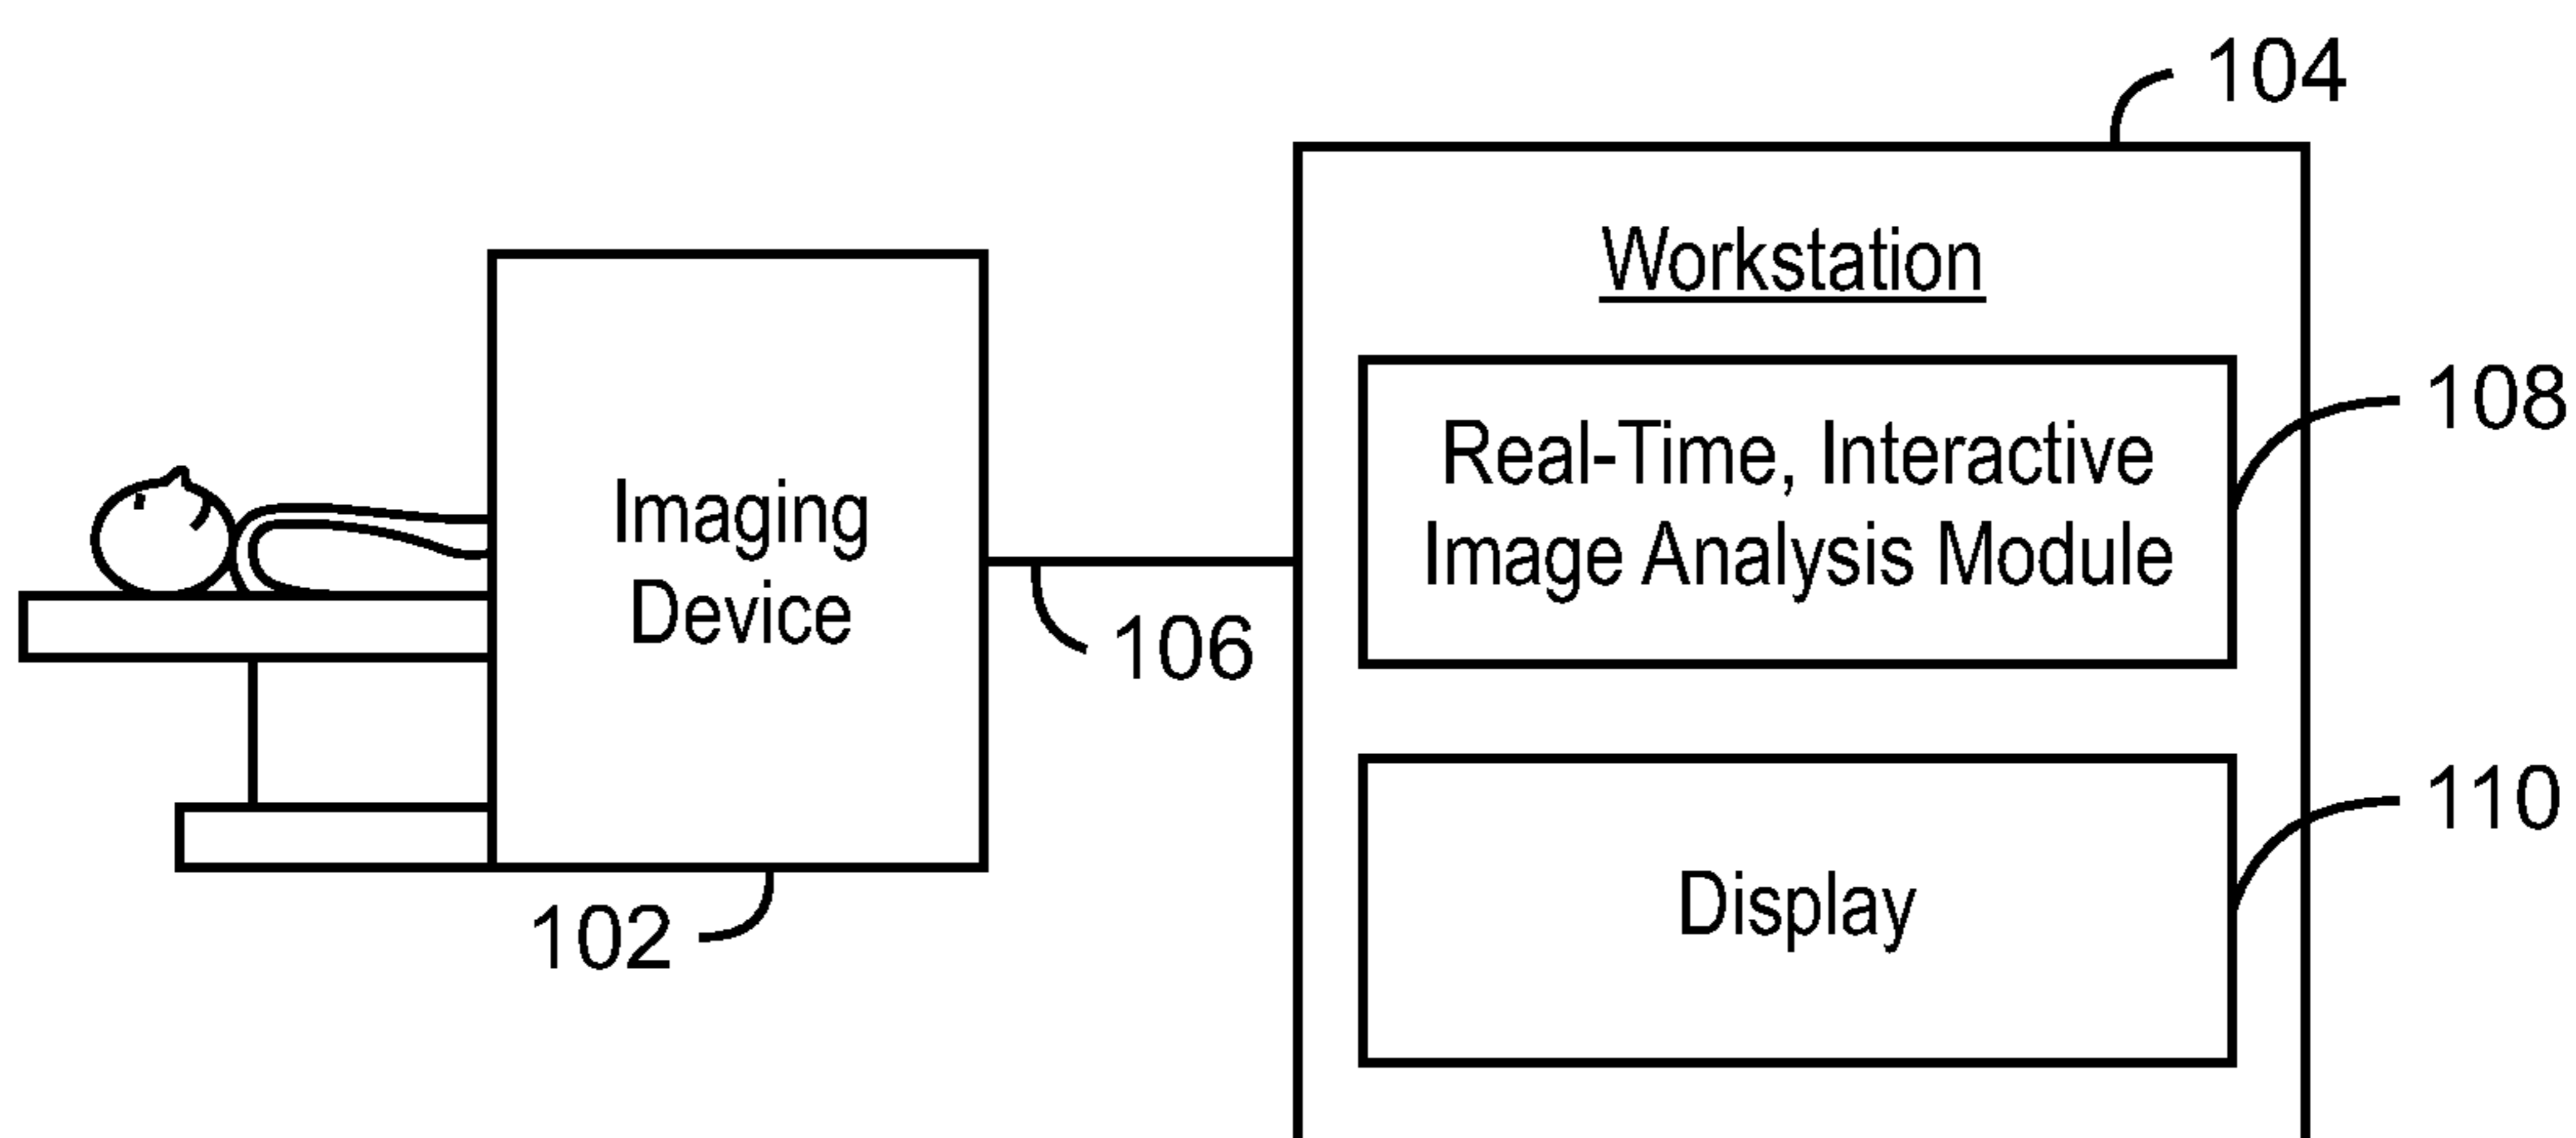 104
Workstation
Real-Time, Interactive
Image Analysis Module
108
Imaging
Device
106
Display
110
102